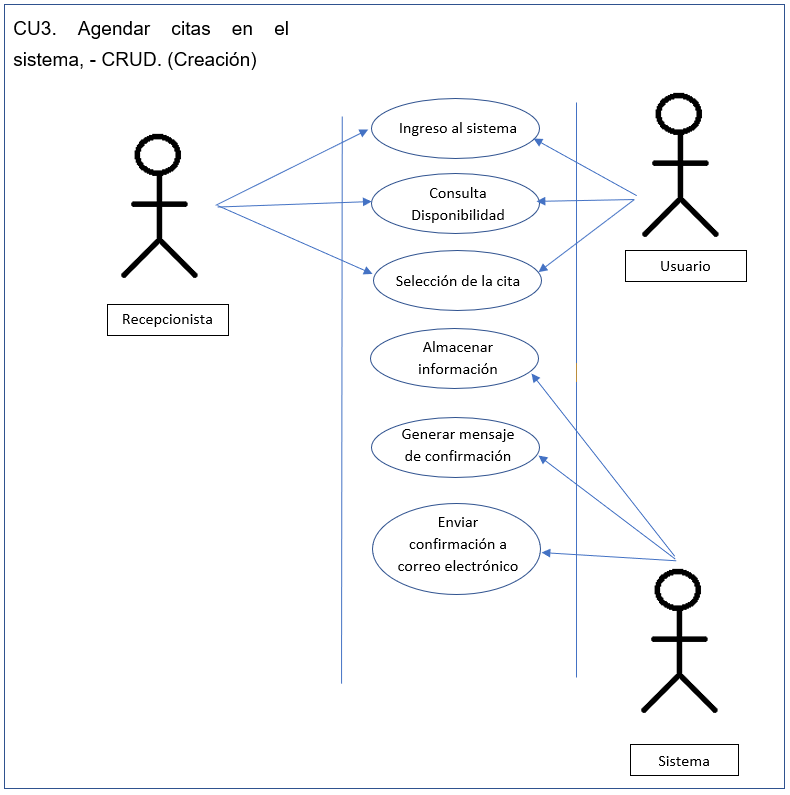 CU3. Agendar citas en el
sistema, - CRUD. (Creación)
Ingreso al sistema
Consulta
Disponibilidad
Selección de la cita
Almacenar
información
Generar mensaje
de confirmación
Enviar
confirmación a
correo electrónico
Recepcionista
Usuario
Sistema